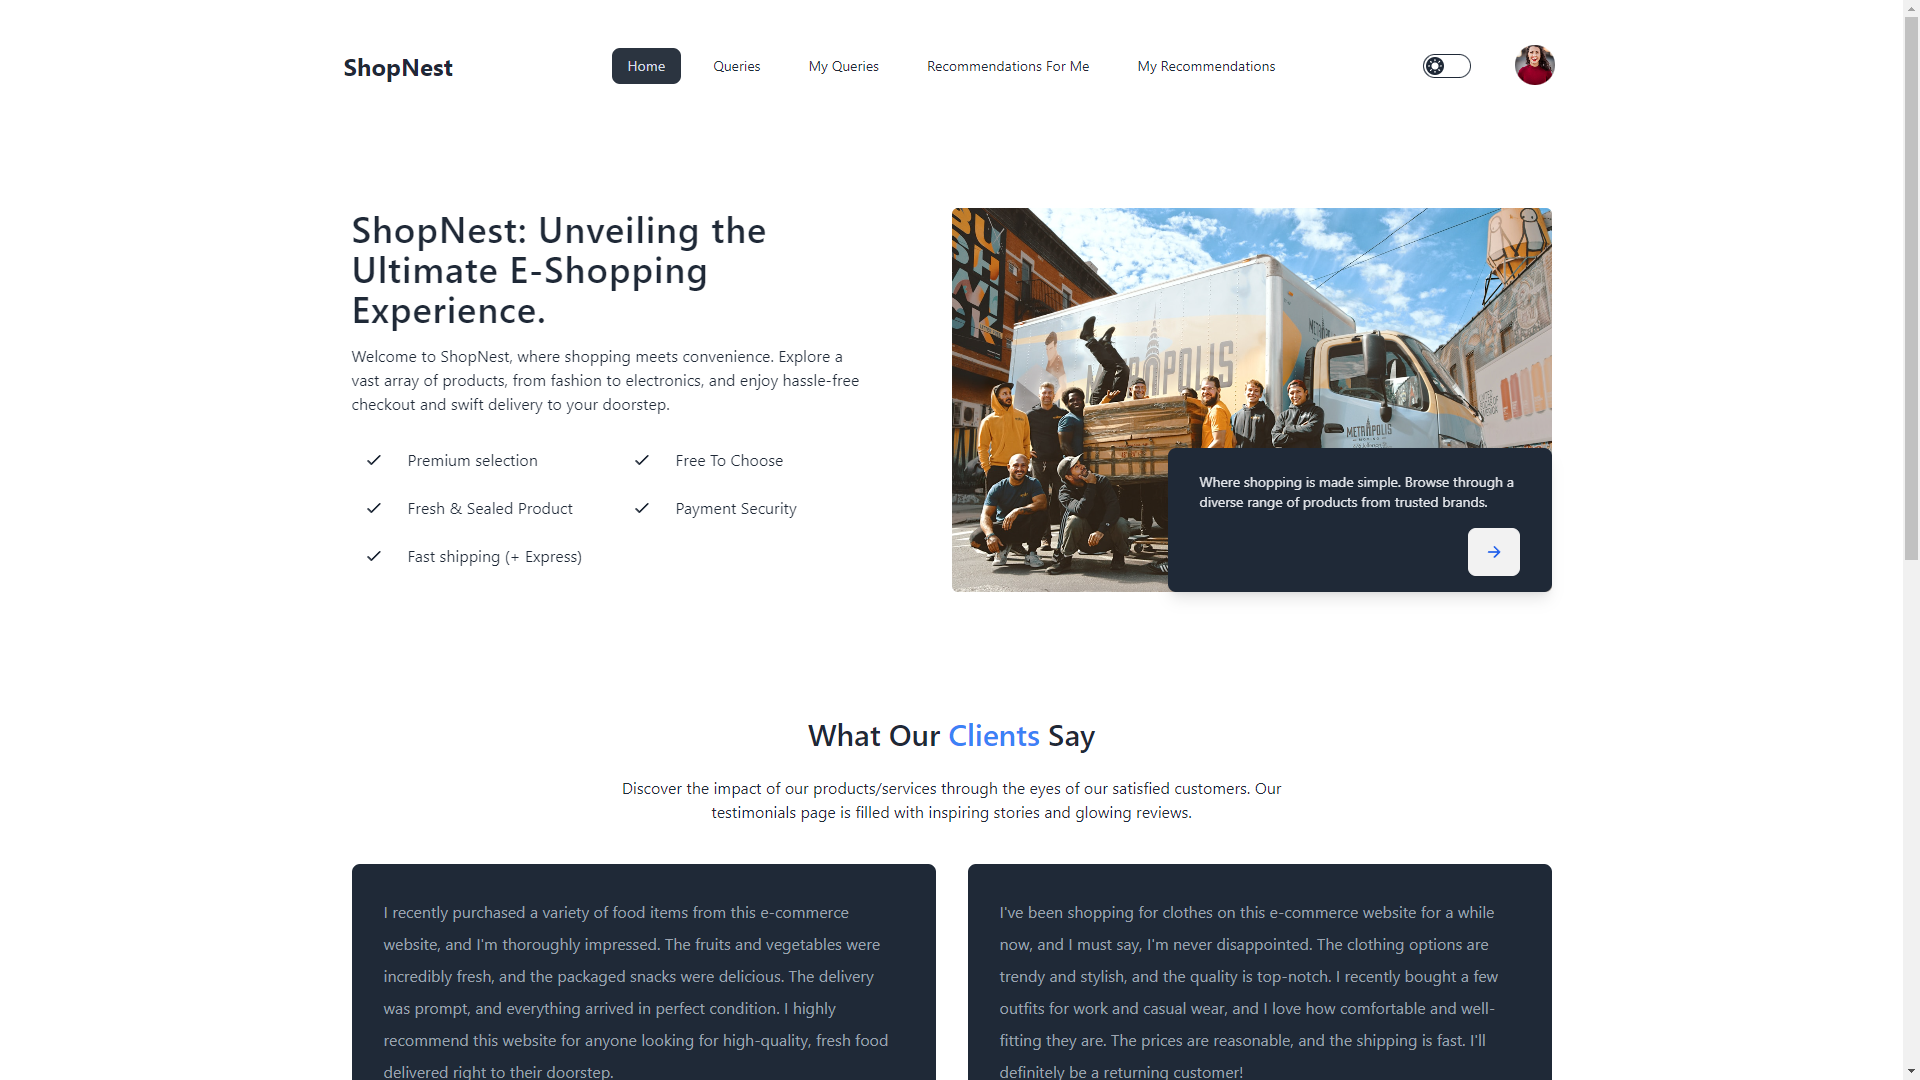 ShopNest
Home
Queries
My Queries
Recommendations For Me
My Recommendations
ShopNest: Unveiling the
Ultimate E-Shopping
Experience.
Welcome to ShopNest, where shopping meets convenience. Explore a
vast array of products, from fashion to electronics, and enjoy hassle-free
checkout and swift delivery to your doorstep.
Premium selection
Free To Choose
Fresh & Sealed Product
Payment Security
Fast shipping (+ Express)
BUSHWICK
METROPOLIS
METROPOLIS
Where shopping is made simple. Browse through a
diverse range of products from trusted brands.
What Our Clients Say
Discover the impact of our products/services through the eyes of our satisfied customers. Our
testimonials page is filled with inspiring stories and glowing reviews.
I recently purchased a variety of food items from this e-commerce
website, and I'm thoroughly impressed. The fruits and vegetables were
incredibly fresh, and the packaged snacks were delicious. The delivery
was prompt, and everything arrived in perfect condition. I highly
recommend this website for anyone looking for high-quality, fresh food
delivered right to their doorstep.
I've been shopping for clothes on this e-commerce website for a while
now, and I must say, I'm never disappointed. The clothing options are
trendy and stylish, and the quality is top-notch. I recently bought a few
outfits for work and casual wear, and I love how comfortable and well-
fitting they are. The prices are reasonable, and the shipping is fast. I'll
definitely be a returning customer!